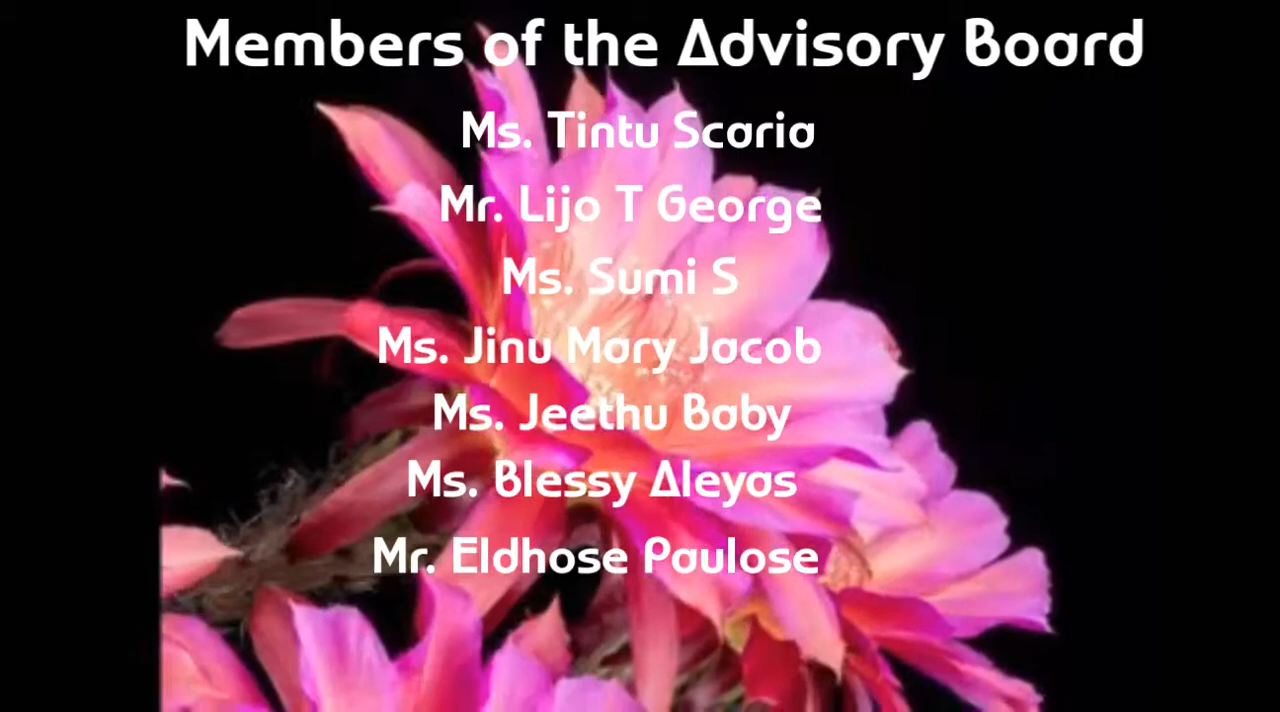 Members of the Advisory Board
Ms. Tintu Scaria
Mr. Lijo T George
Ms. Sumi S
Ms. Jinu Mary Jacob
Ms. Jeethu Baby
Ms. Blessy Aleyas
Mr. Eldhose Paulose